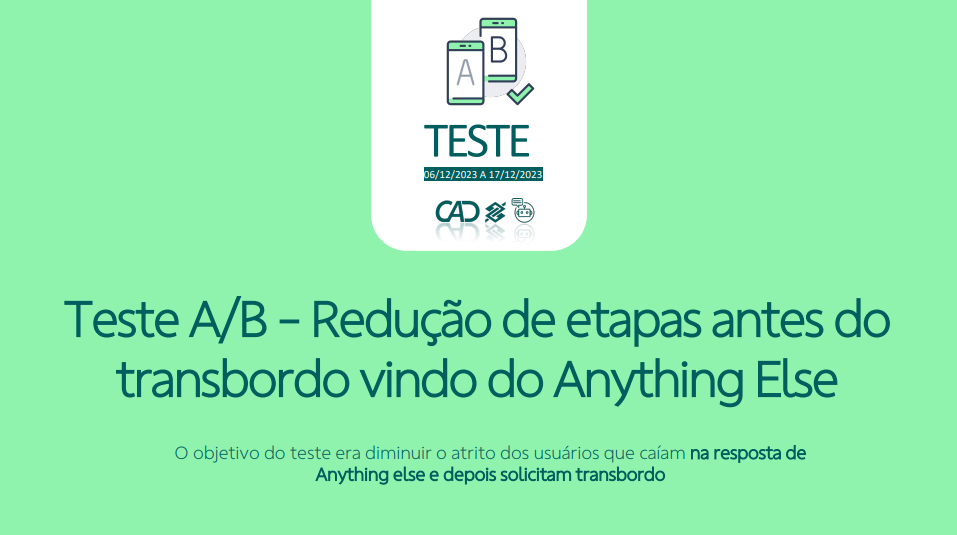 A
B
TESTE
06/12/2023 A 17/12/2023
CAD
Teste A/B – Redução de etapas antes do
transbordo vindo do Anything Else
O objetivo do teste era diminuir o atrito dos usuários que caíam na resposta de
Anything else e depois solicitam transbordo